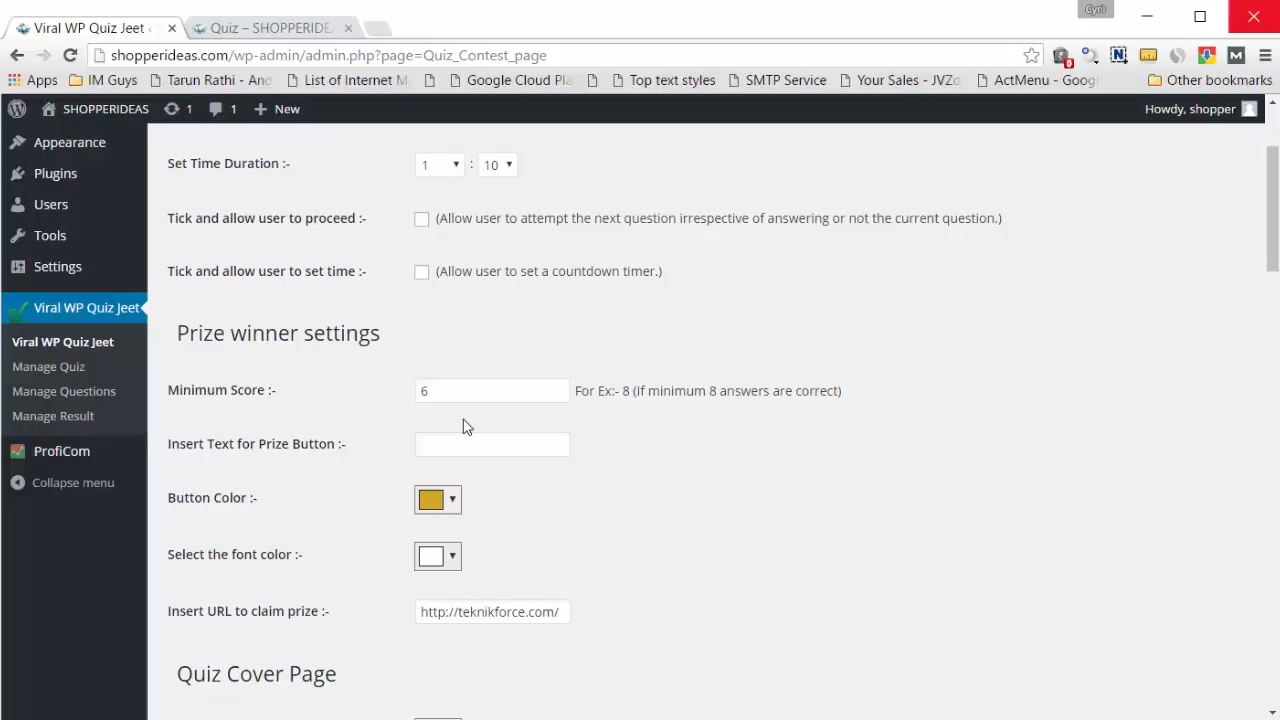 Cyril
Viral WP Quiz Jeet ‹
Quiz – SHOPPERIDEA
shopperideas.com/wp-admin/admin.php?page=Quiz_Contest_page
Apps IM Guys Tarun Rathi - And List of Internet M Google Cloud Pla Top text styles SMTP Service Your Sales - JVZo ActMenu - Goog Other bookmarks
SHOPPERIDEAS 1 1 + New Howdy, shopper
Appearance
Plugins
Users
Tools
Settings
Viral WP Quiz Jeet
Viral WP Quiz Jeet
Manage Quiz
Manage Questions
Manage Result
ProfiCom
Collapse menu
Set Time Duration :- 1 : 10
Tick and allow user to proceed :- (Allow user to attempt the next question irrespective of answering or not the current question.)
Tick and allow user to set time :- (Allow user to set a countdown timer.)
Prize winner settings
Minimum Score :- 6 For Ex:- 8 (If minimum 8 answers are correct)
Insert Text for Prize Button :-
Button Color :-
Select the font color :-
Insert URL to claim prize :- http://teknikforce.com/
Quiz Cover Page